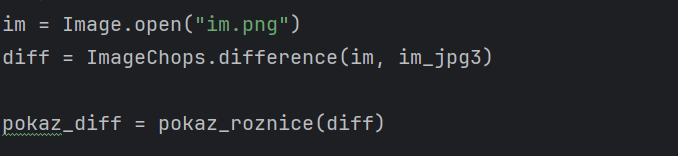 im = Image.open("im.png")
diff = ImageChops.difference(im, im_jpg3)
pokaz_diff = pokaz_roznice(diff)